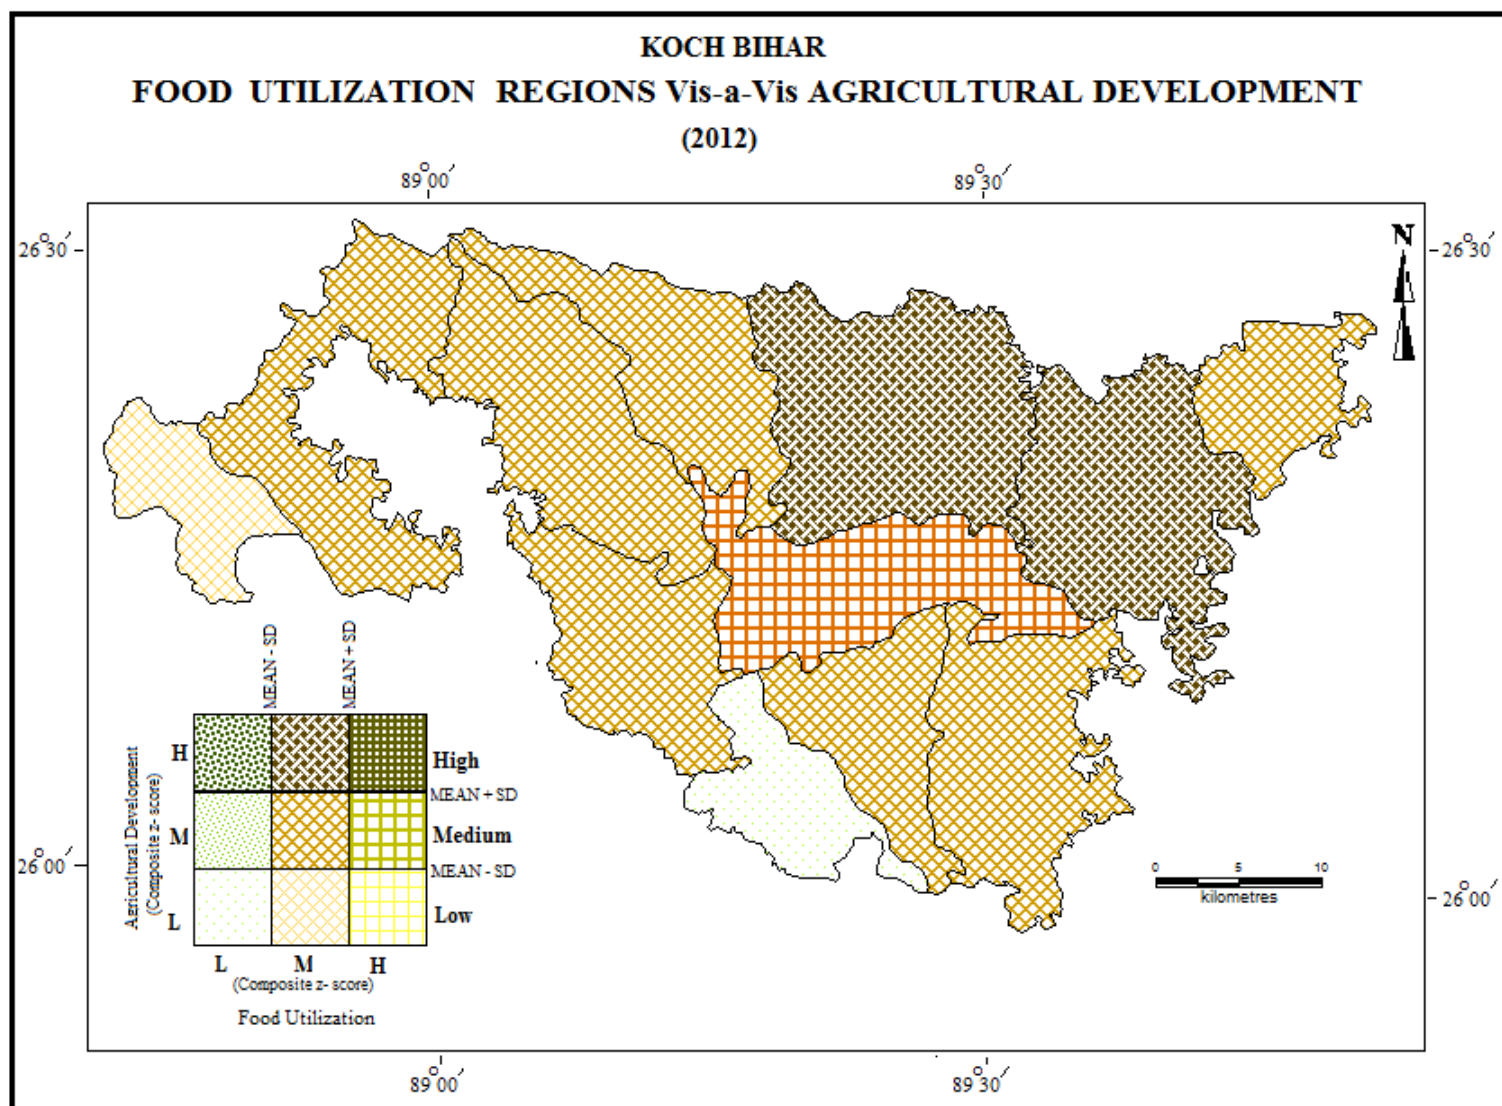 KOCH BIHAR
FOOD UTILIZATION REGIONS Vis-a-Vis AGRICULTURAL DEVELOPMENT
(2012)
89°00′
89°30′
26°30′
N
26°30′
MEAN - SD
MEAN + SD
Agricultural Development
(Composite z- score)
H
High
MEAN + SD
M
Medium
MEAN - SD
L
Low
L M H
(Composite z- score)
Food Utilization
26°00′
0 5 10
kilometres
26°00′
89°00′
89°30′